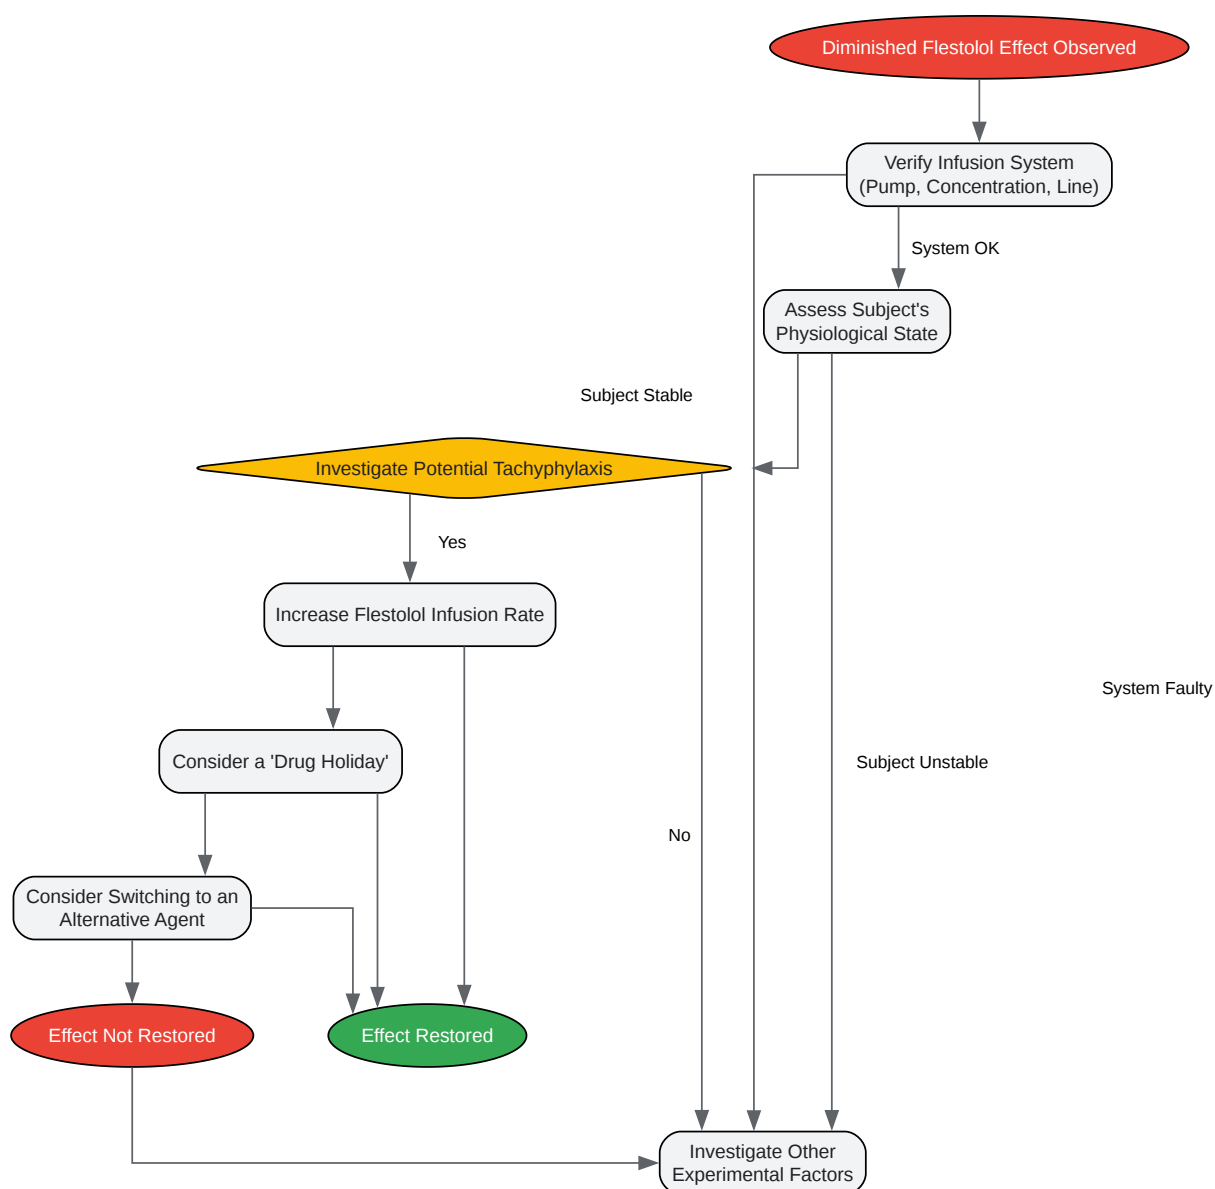 Diminished Flestolol Effect Observed
Verify Infusion System
(Pump, Concentration, Line)
System OK
Assess Subject's
Physiological State
Subject Stable
Investigate Potential Tachyphylaxis
Yes
Increase Flestolol Infusion Rate
System Faulty
Consider a 'Drug Holiday'
Subject Unstable
No
Consider Switching to an
Alternative Agent
Effect Not Restored
Effect Restored
Investigate Other
Experimental Factors